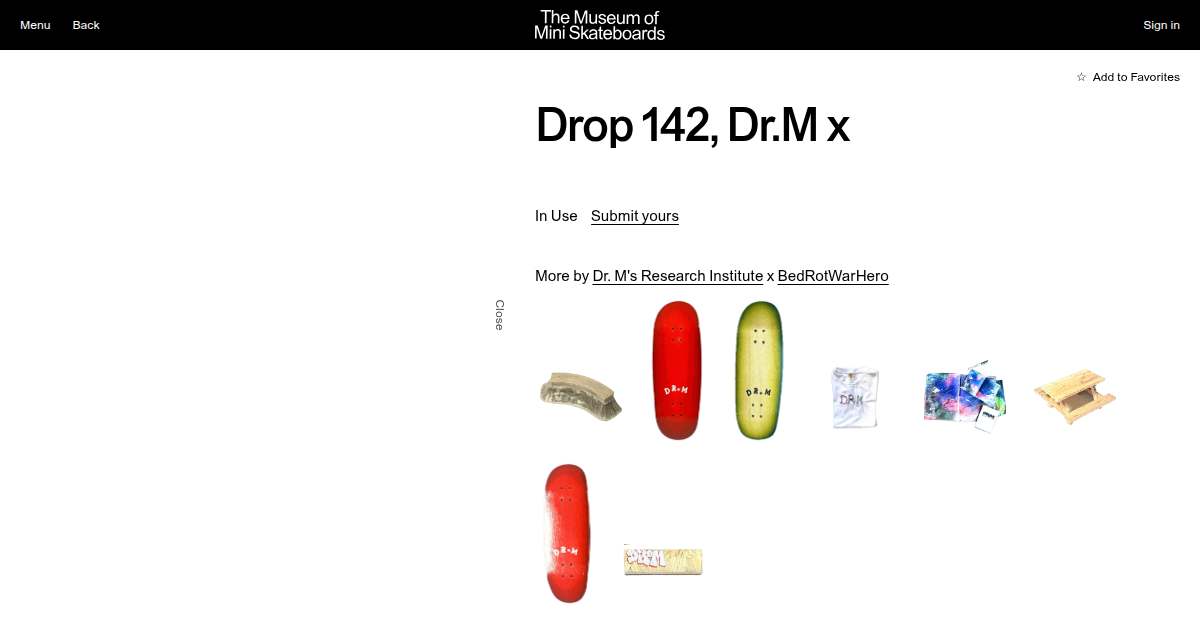 Menu
Back
The Museum of
Mini Skateboards
Sign in
☆ Add to Favorites
Drop 142, Dr.M x
In Use Submit yours
More by Dr. M's Research Institute x BedRotWarHero
Close
DR.M
DR.M
DRM
DR.M